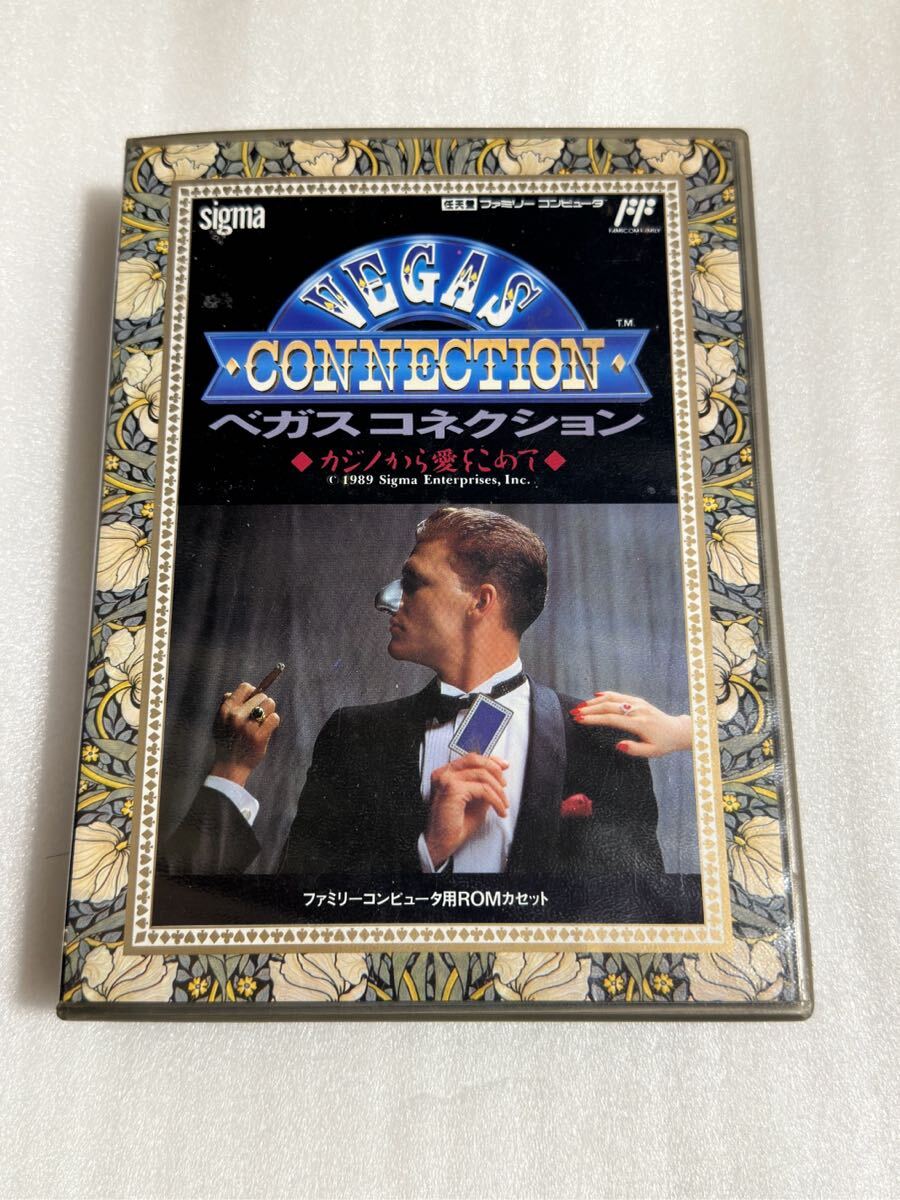 sigma
任天堂 ファミリー コンピュータ
FF
FAMICOM FAMILY
VEGAS
CONNECTION
T.M.
ベガス コネクション
◆カジノから愛をこめて◆
© 1989 Sigma Enterprises, Inc.
ファミリーコンピュータ用ROMカセット